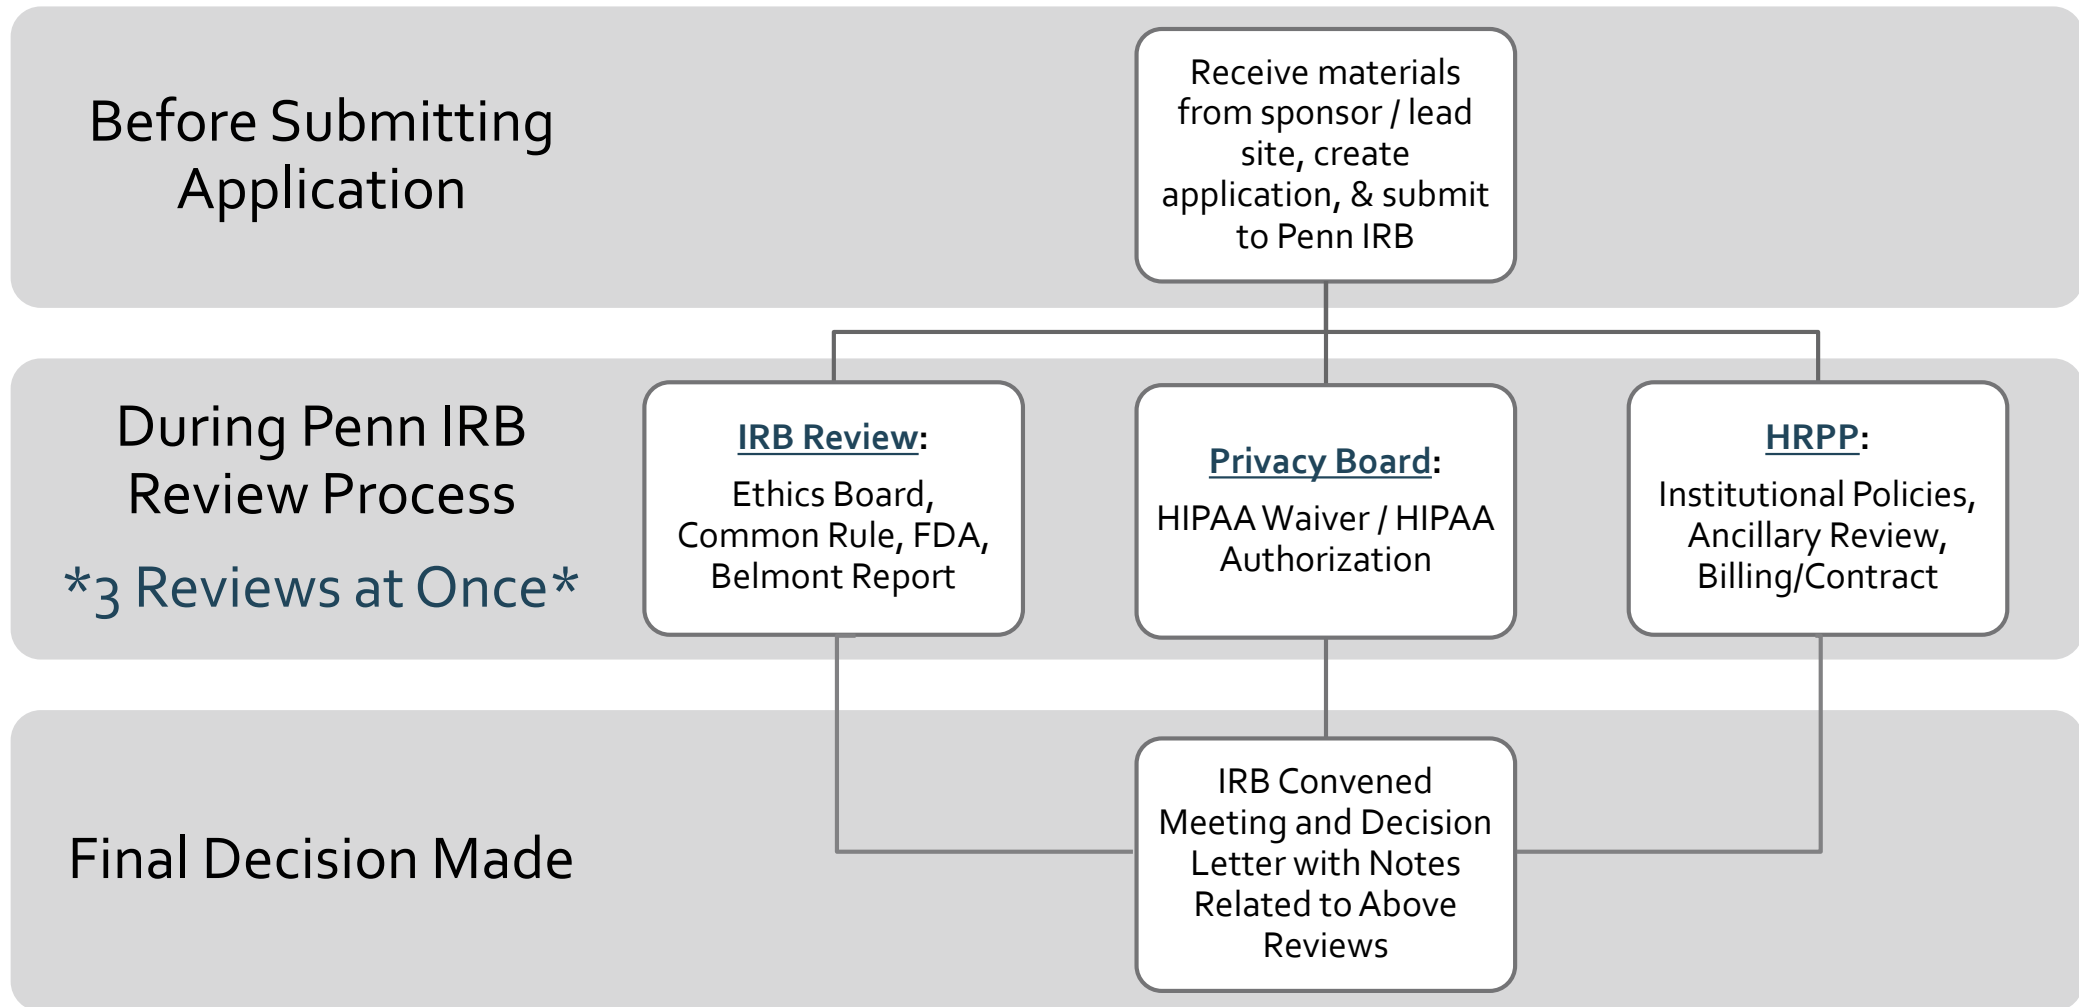 Before Submitting
Application
Receive materials
from sponsor / lead
site, create
application, & submit
to Penn IRB
During Penn IRB
Review Process
*3 Reviews at Once*
IRB Review:
Ethics Board,
Common Rule, FDA,
Belmont Report
Privacy Board:
HIPAA Waiver / HIPAA
Authorization
HRPP:
Institutional Policies,
Ancillary Review,
Billing/Contract
Final Decision Made
IRB Convened
Meeting and Decision
Letter with Notes
Related to Above
Reviews